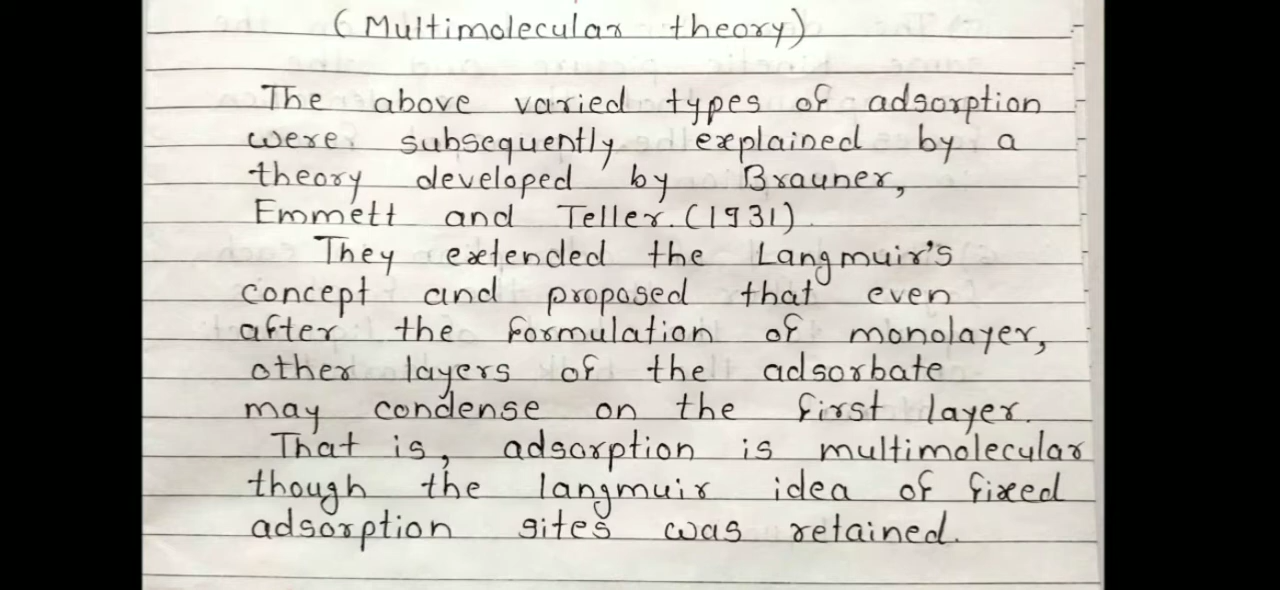 (Multimolecular theory)
The above varied types of adsorption
were subsequently explained by a
theory developed by Brauner,
Emmett and Teller. (1931)
They extended the Langmuir's
concept and proposed that even
after the formulation of monolayer,
other layers of the adsorbate
may condense on the first layer.
That is, adsorption is multimolecular
though the langmuir idea of fixed
adsorption sites was retained.